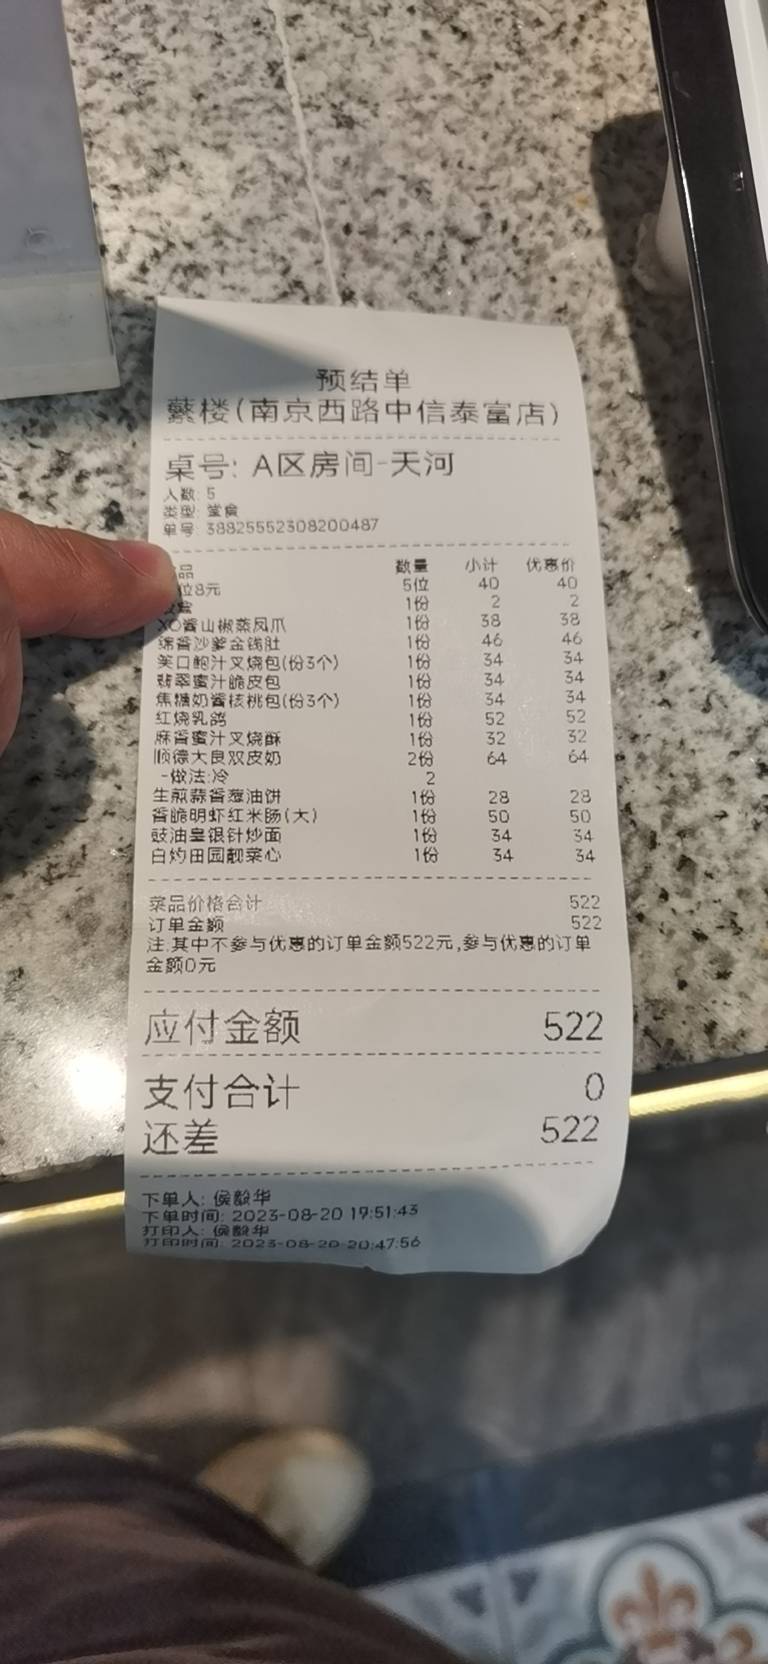 预结单
蘩楼(南京西路中信泰富店)
桌号: A区房间-天河
人数: 5
类型: 堂食
单号: 38825552308200487
品 数量 小计 优惠价
位8元 5位 40 40
1份 2 2
XO酱山椒蒸凤爪 1份 38 38
绵香沙爹金钱肚 1份 46 46
笑口鲍汁叉烧包(份3个) 1份 34 34
翡翠蜜汁脆皮包 1份 34 34
焦糖奶酱核桃包(份3个) 1份 34 34
红烧乳鸽 1份 52 52
麻香蜜汁叉烧酥 1份 32 32
顺德大良双皮奶 2份 64 64
-做法:冷 2
生煎蒜香葱油饼 1份 28 28
香脆明虾红米肠(大) 1份 50 50
豉油皇银针炒面 1份 34 34
白灼田园靓菜心 1份 34 34
菜品价格合计 522
订单金额 522
注:其中不参与优惠的订单金额522元,参与优惠的订单
金额0元
应付金额 522
支付合计 0
还差 522
下单人: 侯毅华
下单时间: 2023-08-20 19:51:43
打印人: 侯毅华
打印时间: 2023-08-20 20:47:56